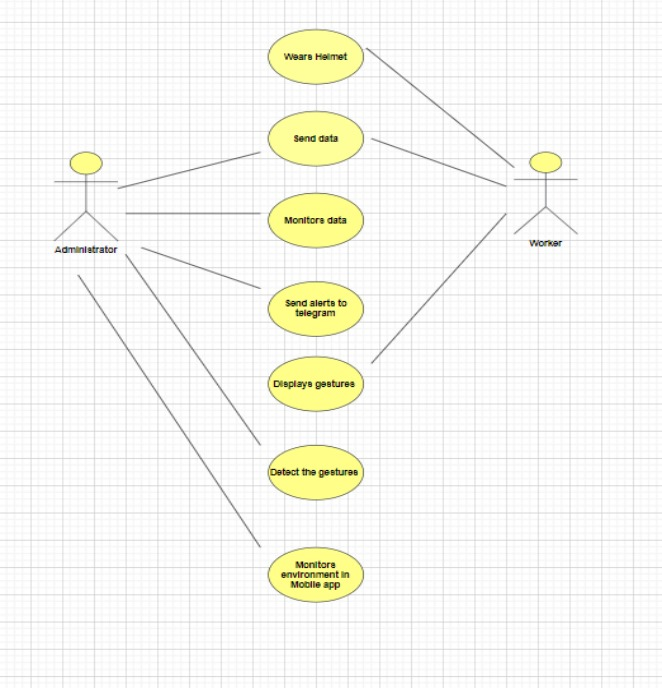 Wears Helmet
Send data
Monitors data
Administrator
Worker
Send alerts to
telegram
Displays gestures
Detect the gestures
Monitors
environment in
Mobile app